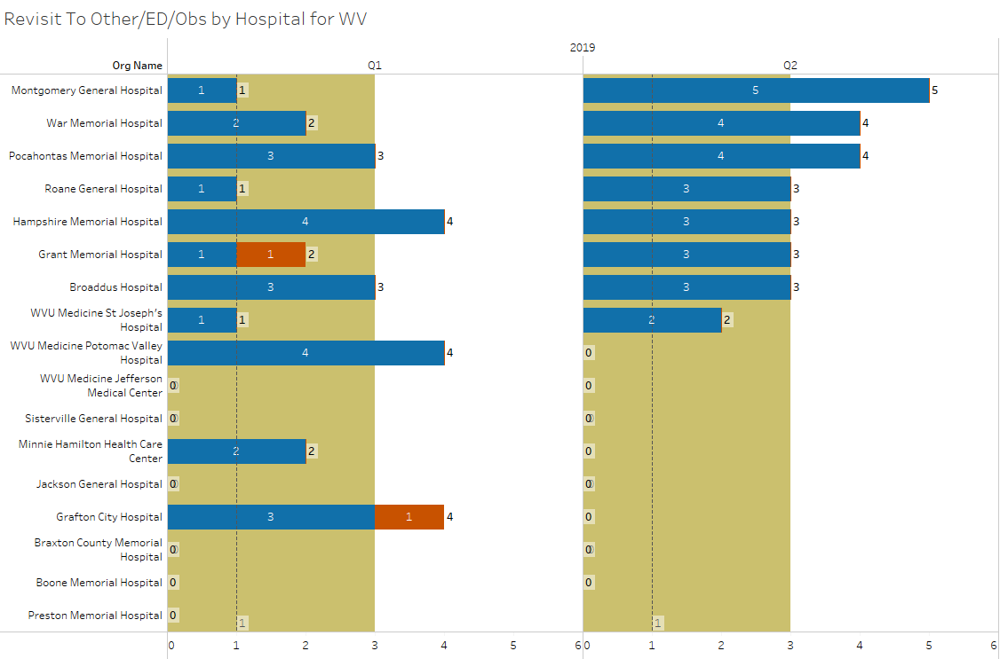 Revisit To Other/ED/Obs by Hospital for WV
2019
Org Name Q1 Q2
Montgomery General Hospital 1 1 5 5
War Memorial Hospital 2 2 4 4
Pocahontas Memorial Hospital 3 3 4 4
Roane General Hospital 1 1 3 3
Hampshire Memorial Hospital 4 4 3 3
Grant Memorial Hospital 1 1 2 3 3
Broaddus Hospital 3 3 3 3
WVU Medicine St Joseph's
Hospital 1 1 2 2
WVU Medicine Potomac Valley
Hospital 4 4 0
WVU Medicine Jefferson
Medical Center 0 0
Sisterville General Hospital 0 0
Minnie Hamilton Health Care
Center 2 2 0
Jackson General Hospital 0 0
Grafton City Hospital 3 1 4 0
Braxton County Memorial
Hospital 0 0
Boone Memorial Hospital 0 0
Preston Memorial Hospital 0
1 1
0 1 2 3 4 5 6 0 1 2 3 4 5 6